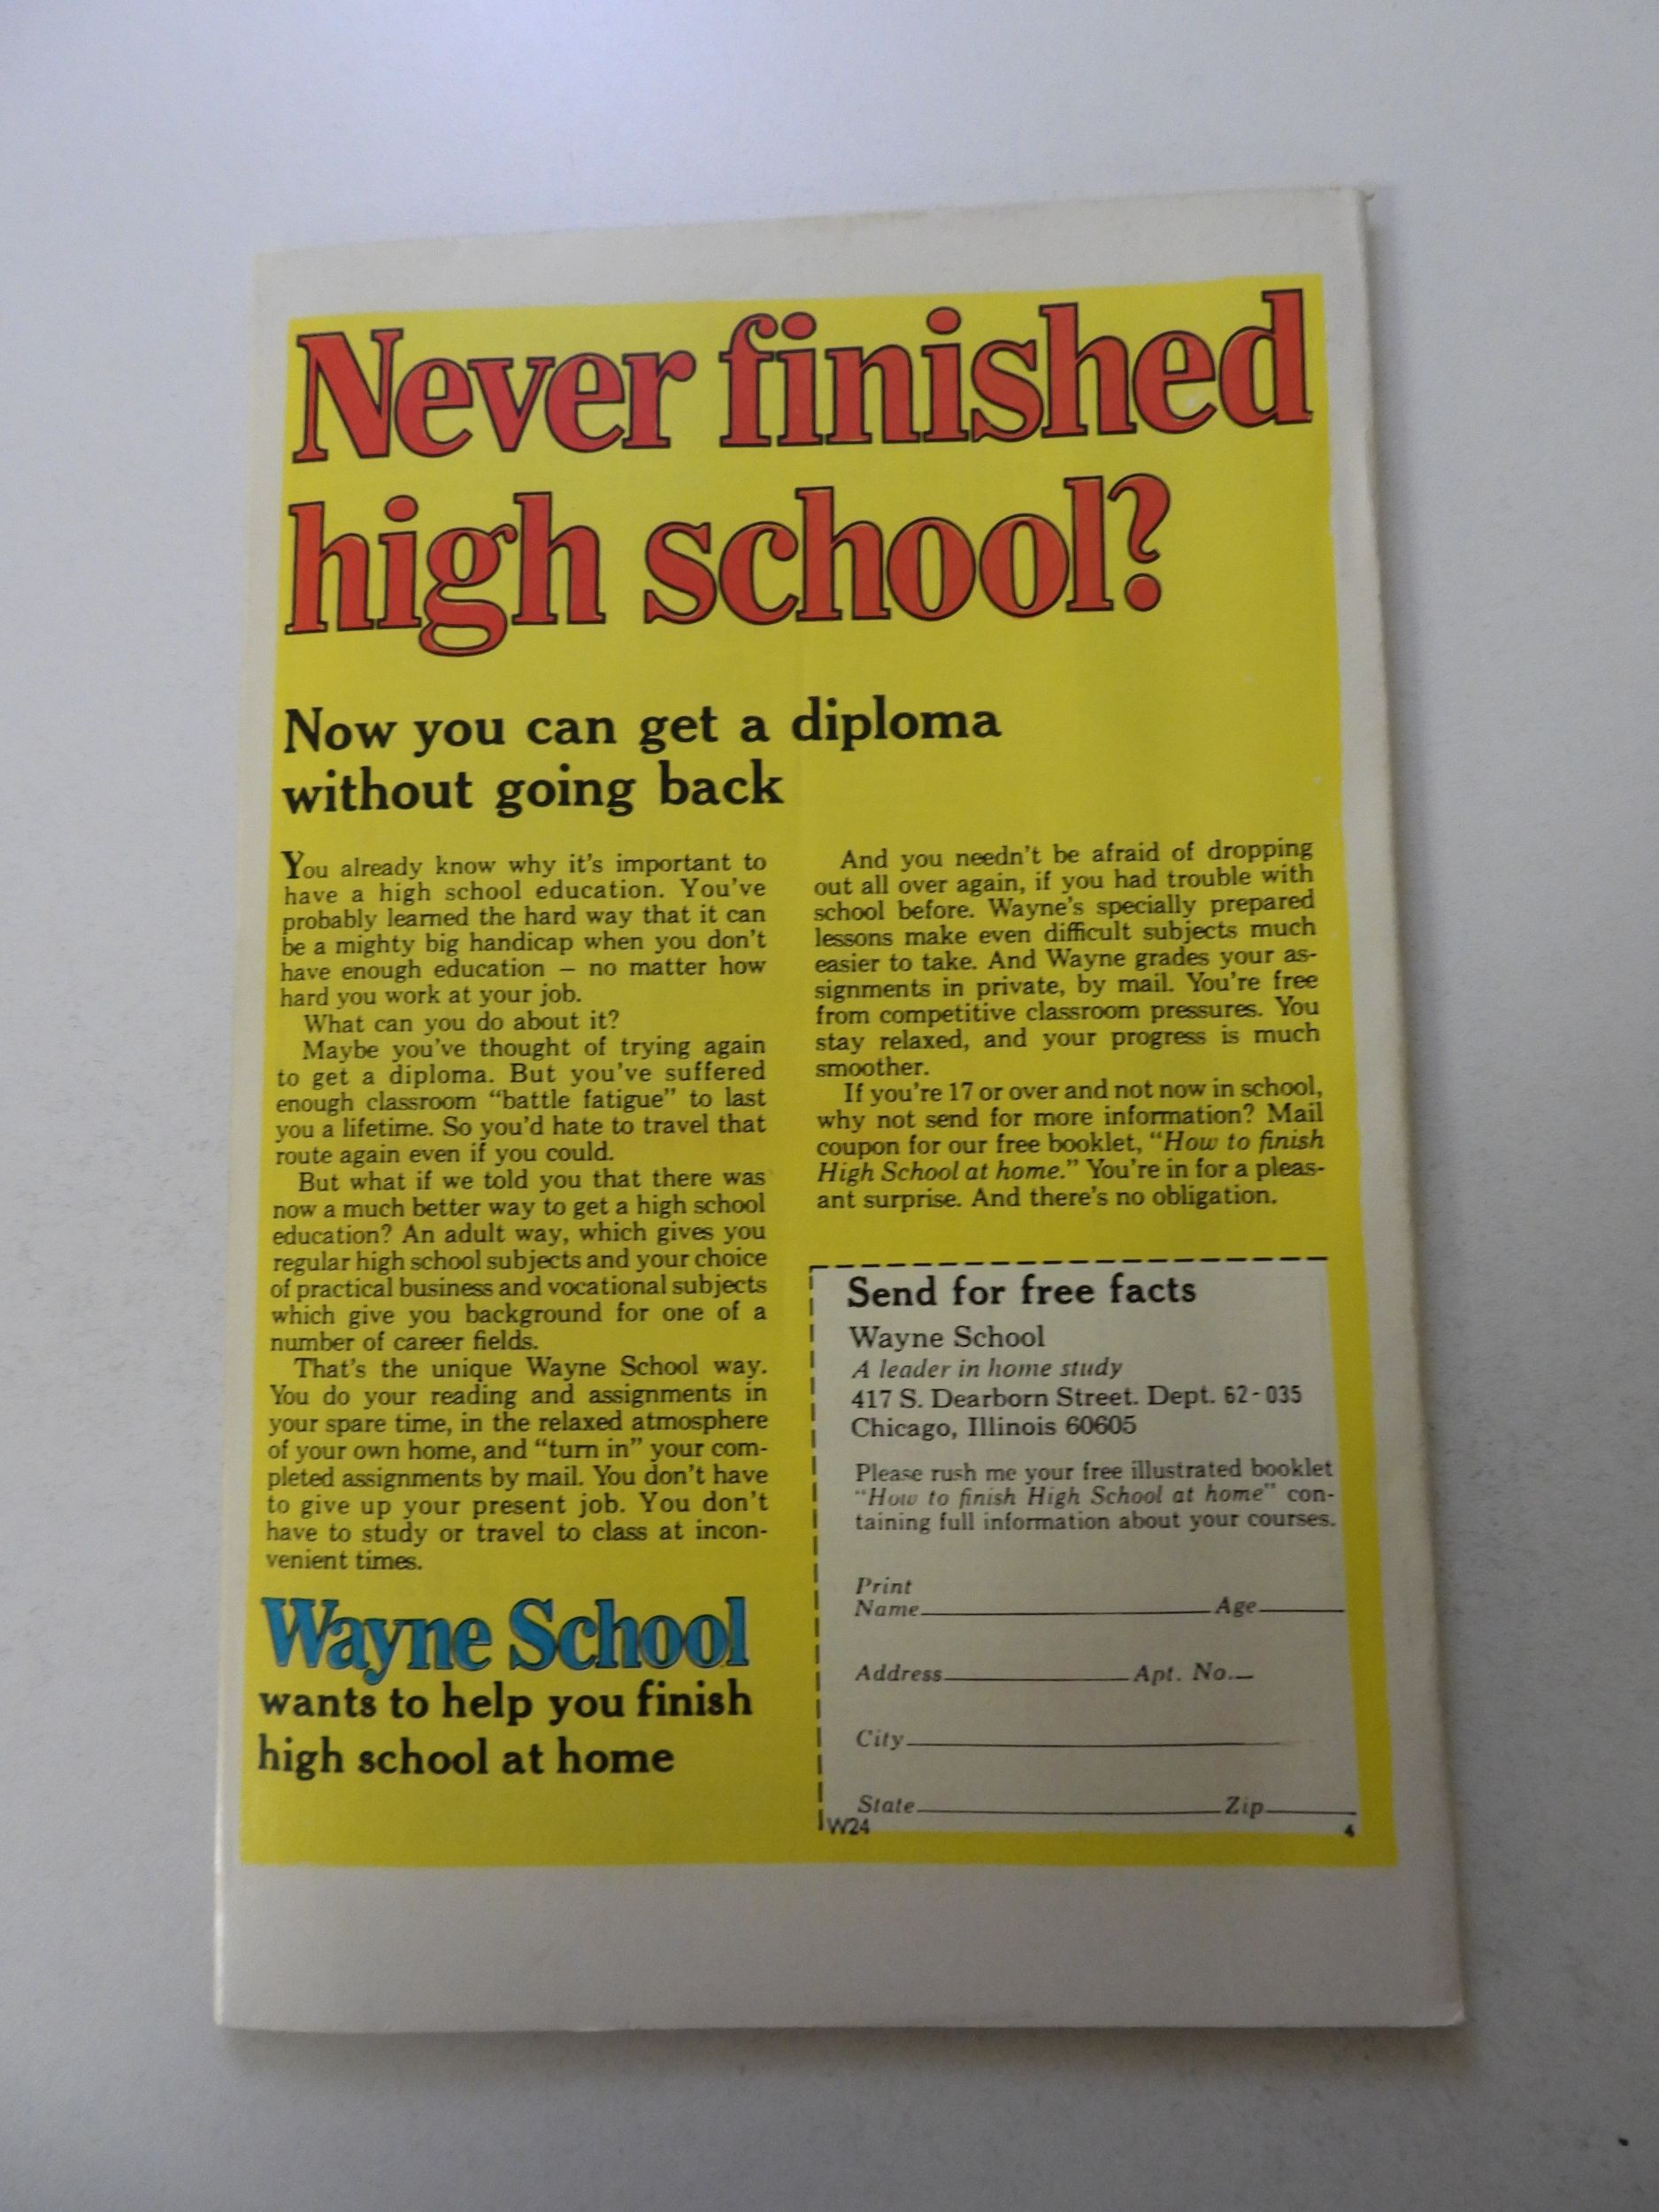 Never finished
high school?
Now you can get a diploma
without going back
You already know why it's important to
have a high school education. You've
probably learned the hard way that it can
be a mighty big handicap when you don't
have enough education – no matter how
hard you work at your job.
What can you do about it?
Maybe you've thought of trying again
to get a diploma. But you've suffered
enough classroom “battle fatigue” to last
you a lifetime. So you'd hate to travel that
route again even if you could.
But what if we told you that there was
now a much better way to get a high school
education? An adult way, which gives you
regular high school subjects and your choice
of practical business and vocational subjects
which give you background for one of a
number of career fields.
That's the unique Wayne School way.
You do your reading and assignments in
your spare time, in the relaxed atmosphere
of your own home, and “turn in” your com-
pleted assignments by mail. You don't have
to give up your present job. You don't
have to study or travel to class at incon-
venient times.
Wayne School
wants to help you finish
high school at home
And you needn't be afraid of dropping
out all over again, if you had trouble with
school before. Wayne's specially prepared
lessons make even difficult subjects much
easier to take. And Wayne grades your as-
signments in private, by mail. You're free
from competitive classroom pressures. You
stay relaxed, and your progress is much
smoother.
If you're 17 or over and not now in school,
why not send for more information? Mail
coupon for our free booklet, “How to finish
High School at home.” You're in for a pleas-
ant surprise. And there's no obligation.
Send for free facts
Wayne School
A leader in home study
417 S. Dearborn Street. Dept. 62-035
Chicago, Illinois 60605
Please rush me your free illustrated booklet
“How to finish High School at home” con-
taining full information about your courses.
Print
Name Age
Address Apt. No.
City
State Zip
W24 4